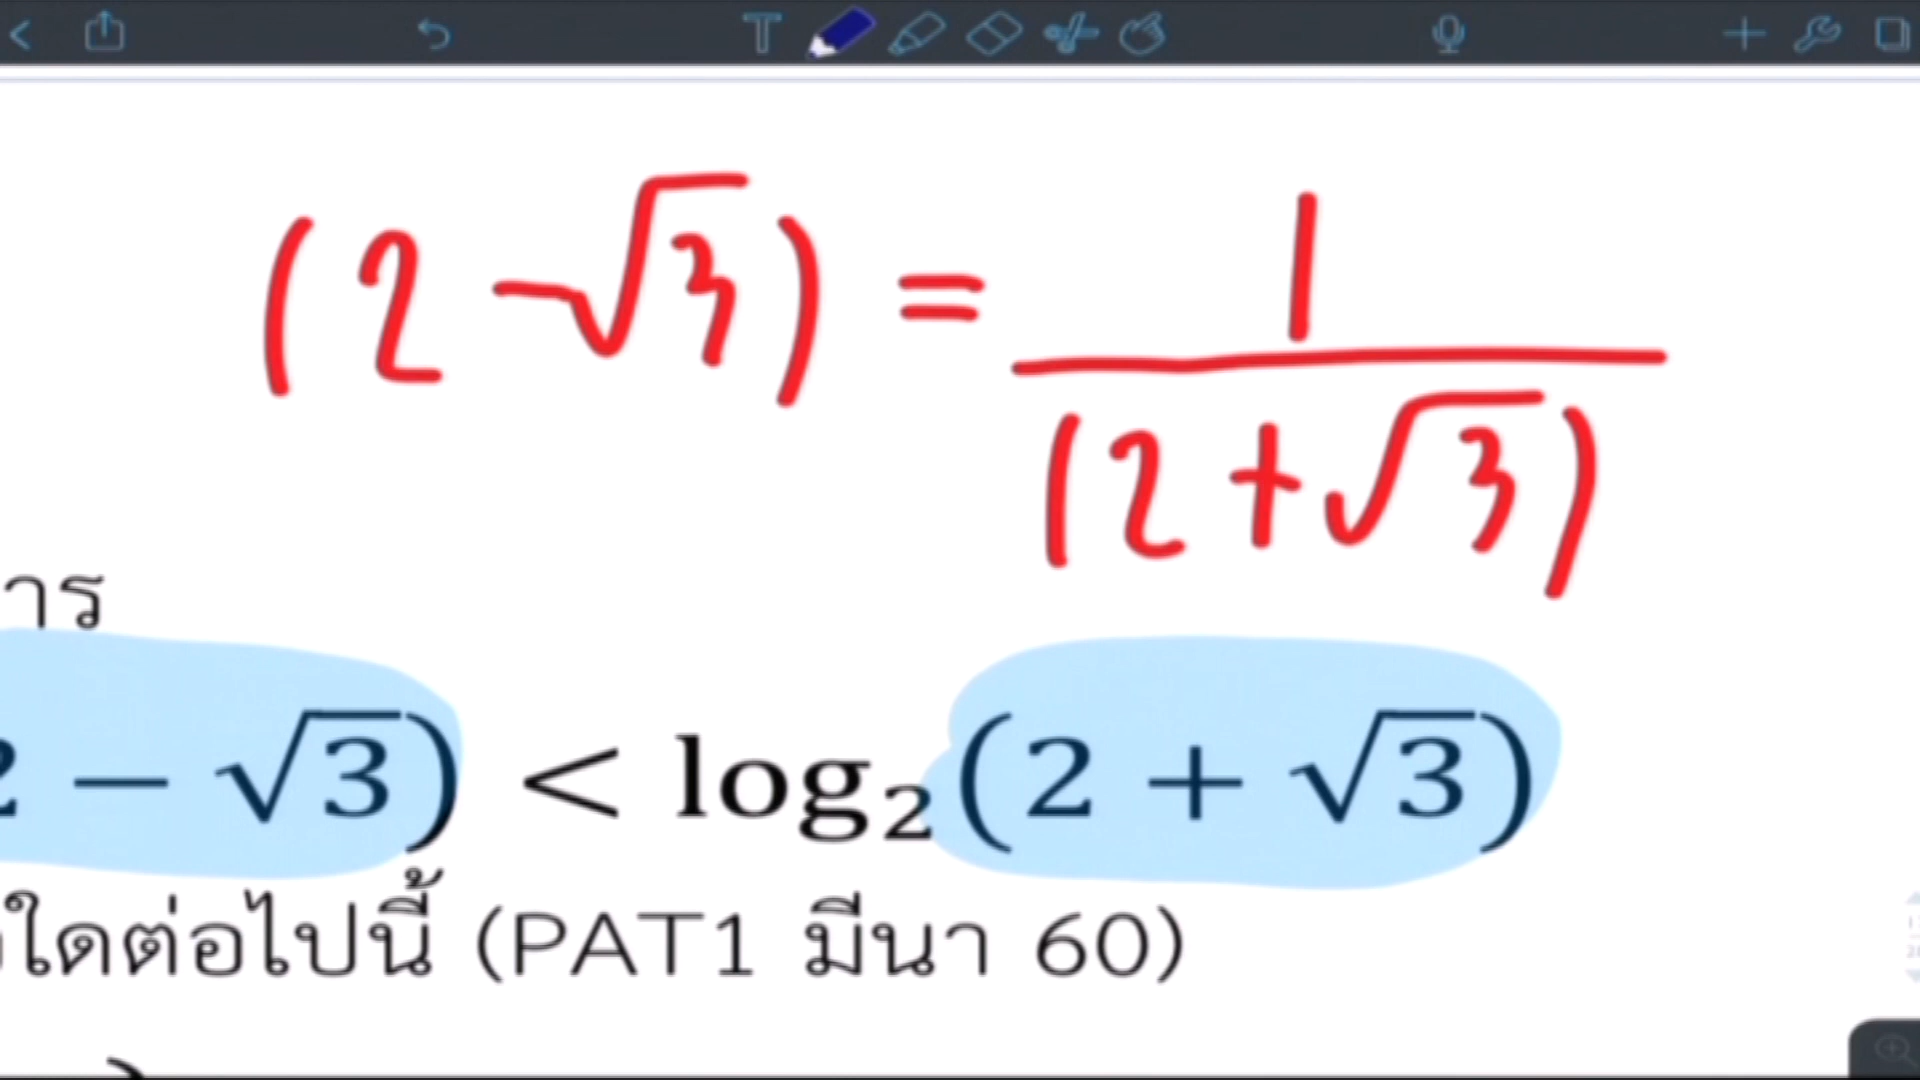 (2 -√3) = 1/(2 + √3)
าร
2 − √3) < log₂(2 + √3)
ใดต่อไปนี้ (PAT1 มีนา 60)